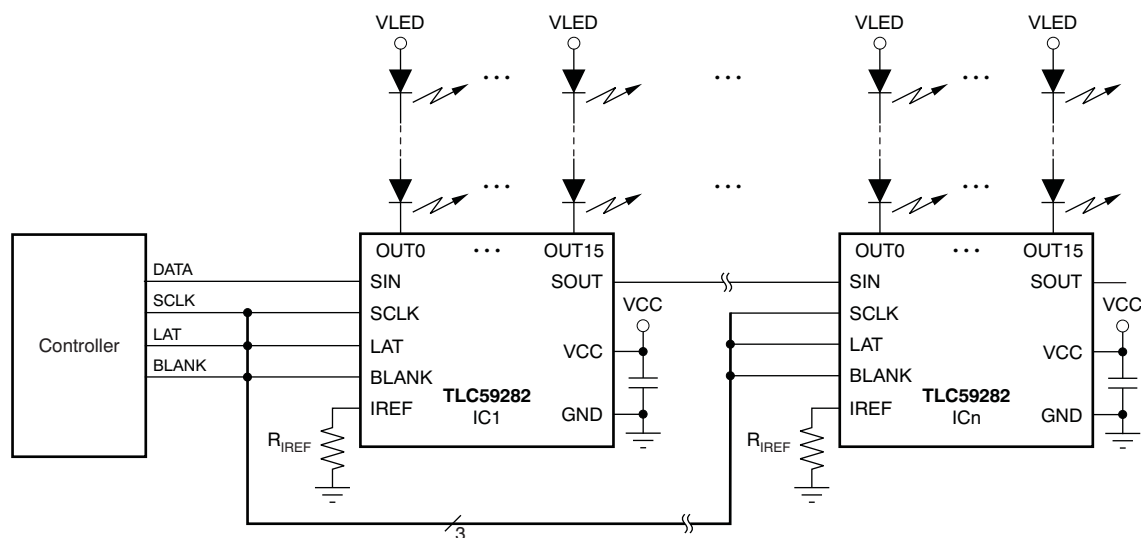 VLED VLED VLED VLED
... ... ...
... ... ...
OUT0 ... OUT15 OUT0 ... OUT15
Controller
DATA
SCLK
LAT
BLANK
SIN
SCLK
LAT
BLANK
IREF
SOUT
VCC
VCC
GND
TLC59282
IC1
RIREF
3
SIN
SCLK
LAT
BLANK
IREF
SOUT
VCC
VCC
GND
TLC59282
ICn
RIREF